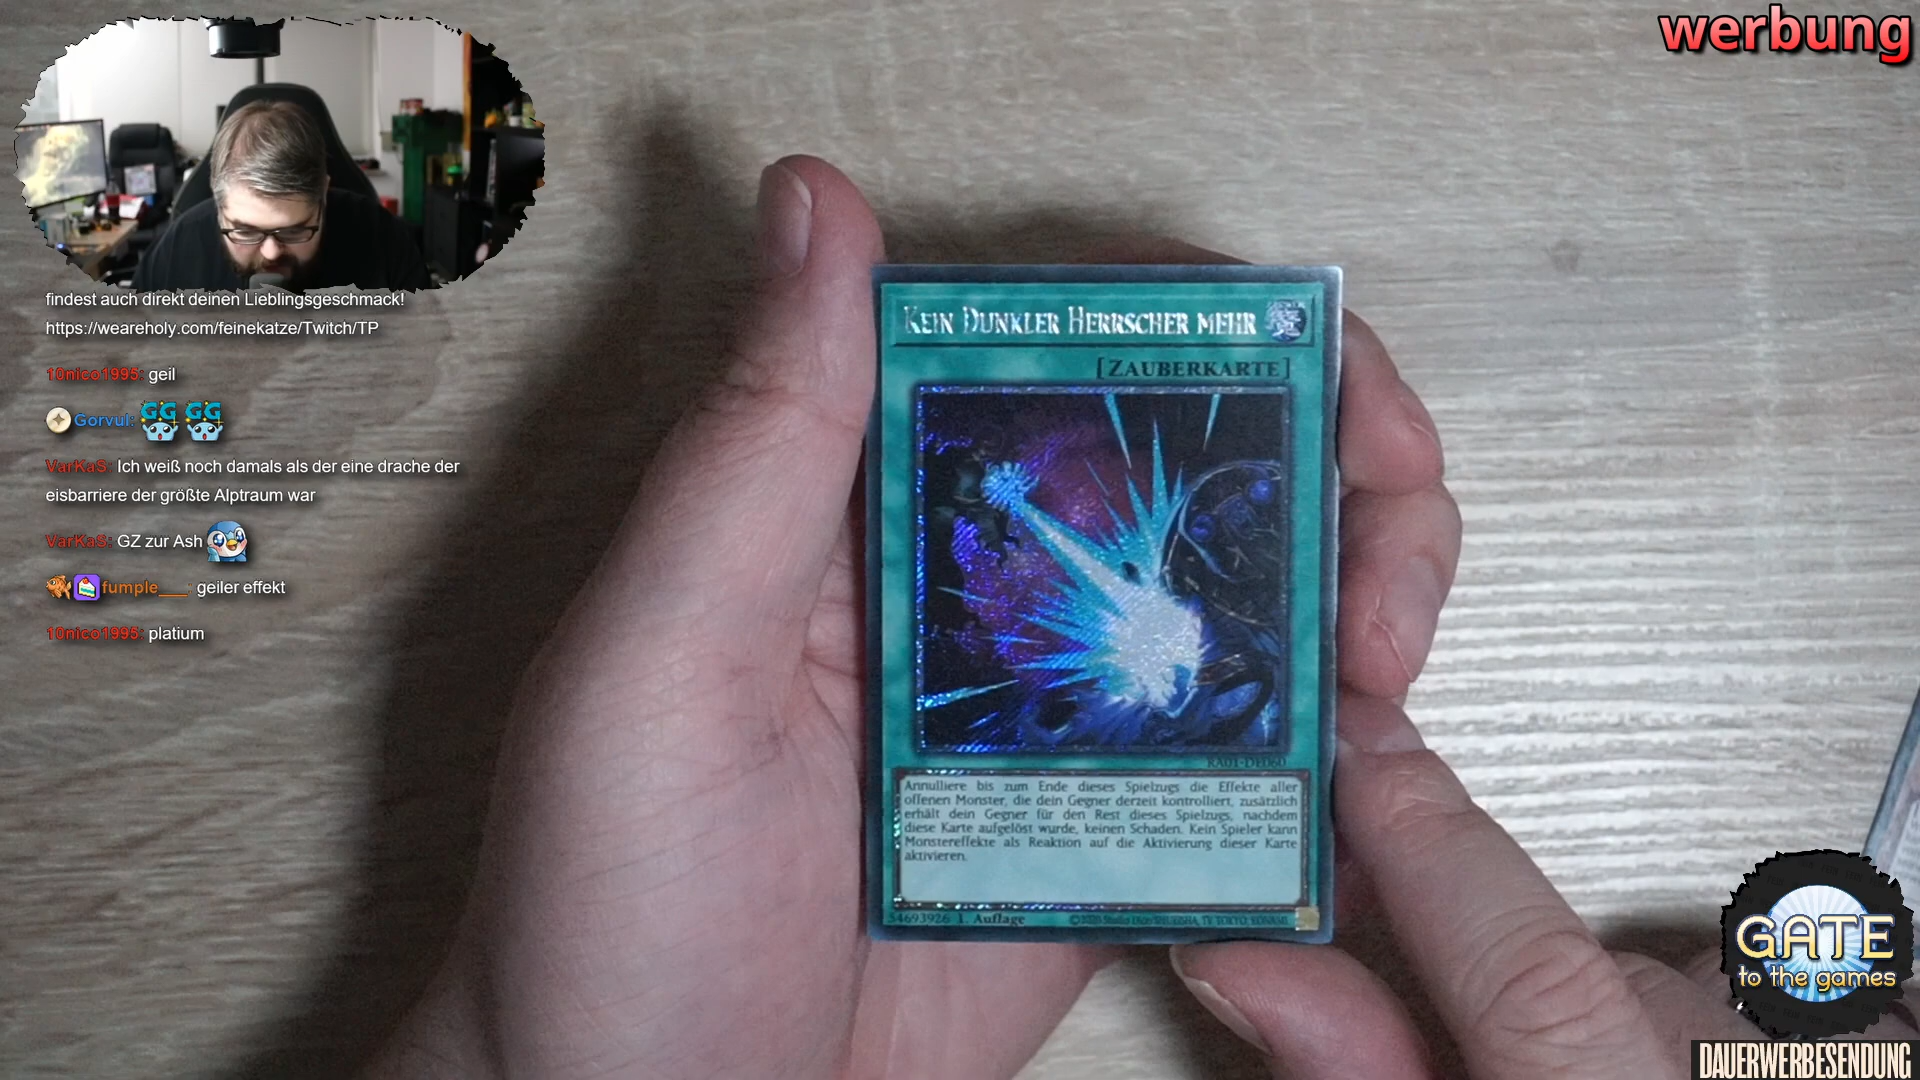 werbung
findest auch direkt deinen Lieblingsgeschmack!
https://weareholy.com/feinekatze/Twitch/TP
10nico1995: geil
Gorvul: GG GG
VarKaS: Ich weiß noch damals als der eine drache der
eisbarriere der größte Alptraum war
VarKaS: GZ zur Ash
fumple___: geiler effekt
10nico1995: platium
KEIN DUNKLER HERRSCHER MEHR
[ZAUBERKARTE]
RA01-DE060
Annulliere bis zum Ende dieses Spielzugs die Effekte aller
offenen Monster, die dein Gegner derzeit kontrolliert, zusätzlich
erhält dein Gegner für den Rest dieses Spielzugs, nachdem
diese Karte aufgelöst wurde, keinen Schaden. Kein Spieler kann
Monstereffekte als Reaktion auf die Aktivierung dieser Karte
aktivieren.
54693926 1. Auflage
GATE
to the games
DAUERWERBESENDUNG